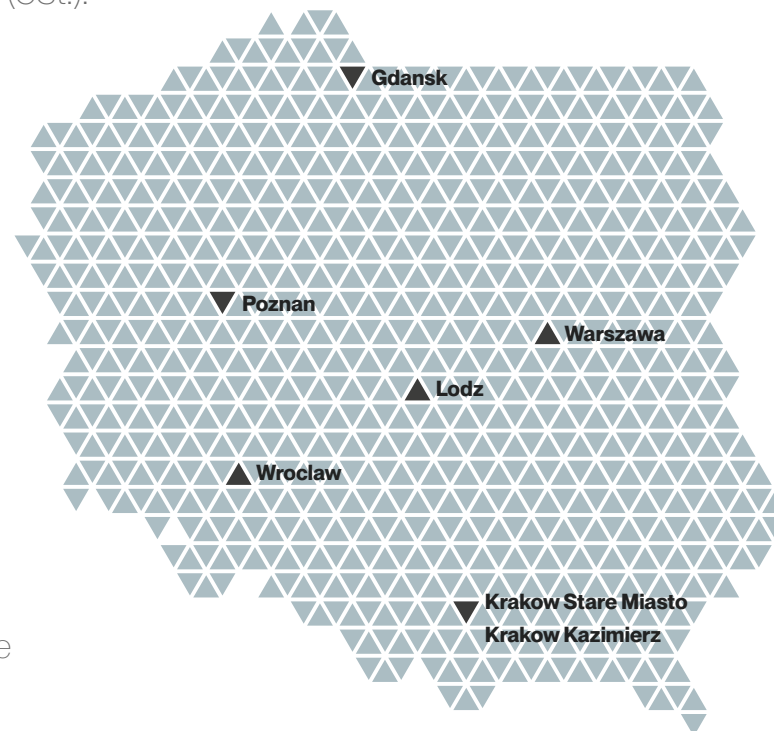 Gdansk
Poznan
Warszawa
Lodz
Wroclaw
Krakow Stare Miasto
Krakow Kazimierz
e